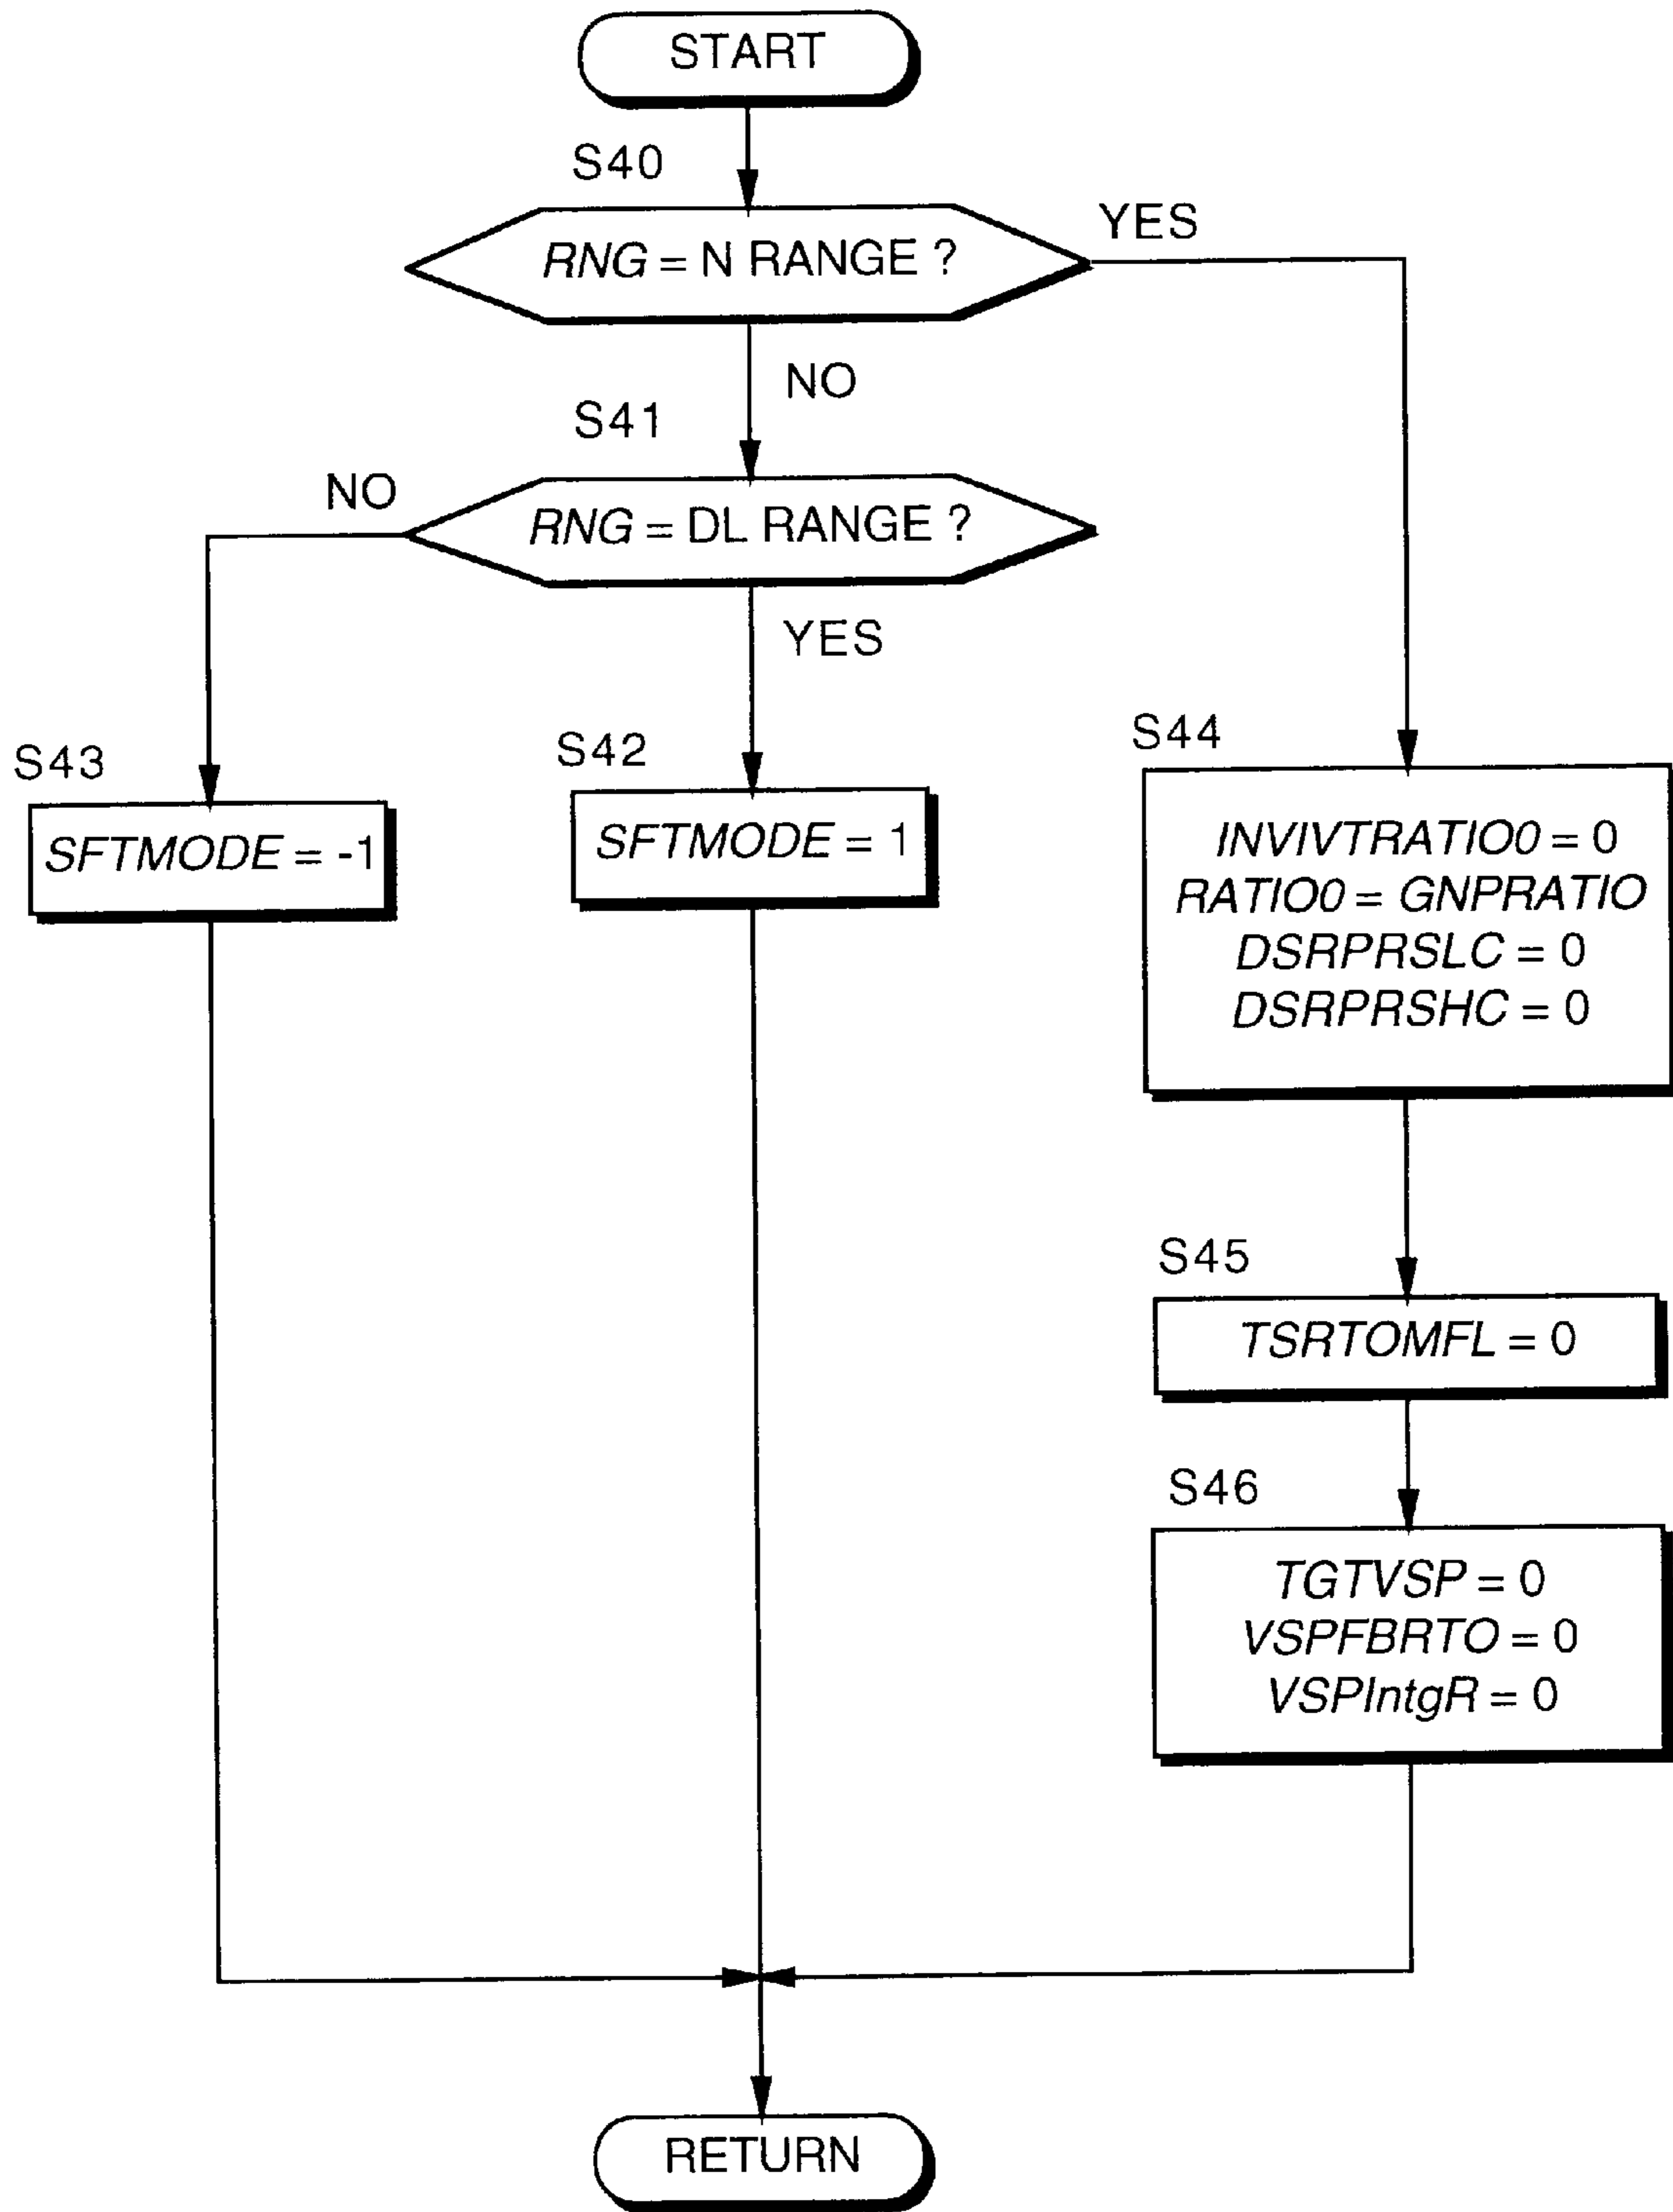 START
S40
RNG = N RANGE ?
YES
NO
S41
NO
RNG = DL RANGE ?
YES
S43
SFTMODE = -1
S42
SFTMODE = 1
S44
INVIVTRATIO0 = 0
RATIO0 = GNPRATIO
DSRPRSLC = 0
DSRPRSHC = 0
S45
TSRTOMFL = 0
S46
TGTVSP = 0
VSPFBRTO = 0
VSPIntgR = 0
RETURN